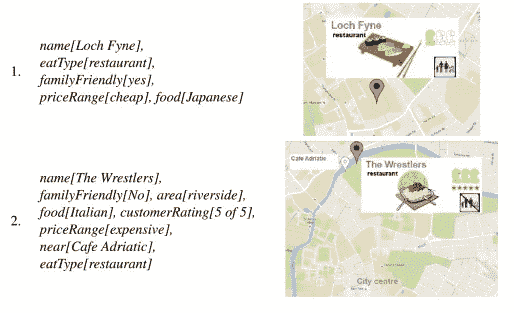 1.
name[Loch Fyne],
eatType[restaurant],
familyFriendly[yes],
priceRange[cheap], food[Japanese]
Loch Fyne
restaurant
2.
name[The Wrestlers],
familyFriendly[No], area[riverside],
food[Italian], customerRating[5 of 5],
priceRange[expensive],
near[Cafe Adriatic],
eatType[restaurant]
Cafe Adriatic
The Wrestlers
restaurant
City centre